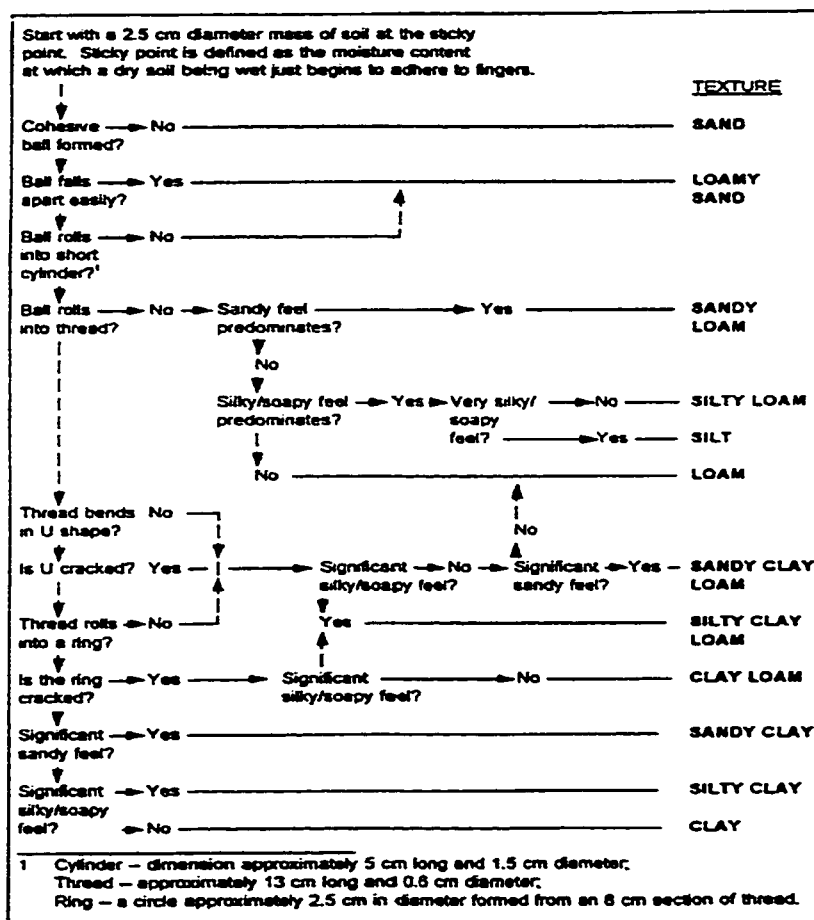 Start with a 2.5 cm diameter mass of soil at the sticky
point. Sticky point is defined as the moisture content
at which a dry soil being wet just begins to adhere to fingers.
TEXTURE
Cohesive No SAND
ball formed?
Ball falls Yes LOAMY
apart easily? SAND
Ball rolls No
into short
cylinder?1
Ball rolls No Sandy feel Yes SANDY
into thread? predominates? LOAM
No
Silky/soapy feel Yes Very silky/ No SILTY LOAM
predominates? soapy
feel? Yes SILT
No LOAM
Thread bends No
in U shape? No
Is U cracked? Yes Significant No Significant Yes SANDY CLAY
silky/soapy feel? sandy feel? LOAM
Thread rolls No Yes SILTY CLAY
into a ring? LOAM
Is the ring Yes Significant No CLAY LOAM
cracked? silky/soapy feel?
Significant Yes SANDY CLAY
sandy feel?
Significant Yes SILTY CLAY
silky/soapy
feel? No CLAY
1 Cylinder – dimension approximately 5 cm long and 1.5 cm diameter;
Thread – approximately 13 cm long and 0.6 cm diameter;
Ring – a circle approximately 2.5 cm in diameter formed from an 8 cm section of thread.